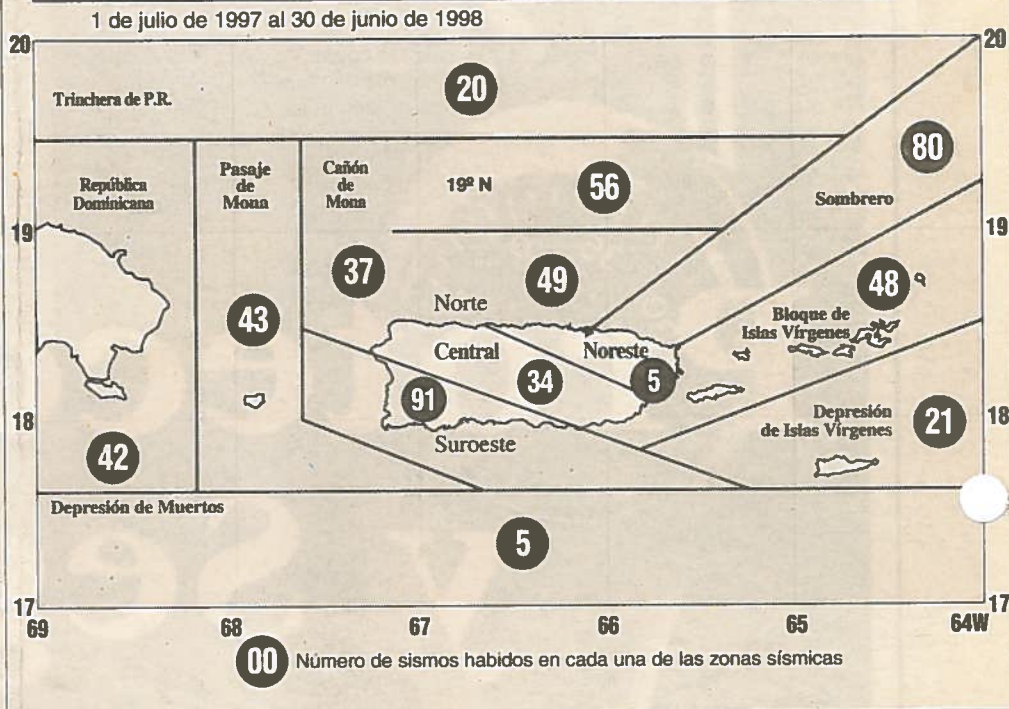 1 de julio de 1997 al 30 de junio de 1998
20
20
Trinchera de P.R.
20
80
República
Dominicana
Pasaje
de
Mona
Cañón
de
Mona
19º N
56
Sombrero
19
19
37
49
48
Norte
43
Bloque de
Islas Vírgenes
Central
Noreste
34
5
91
18
18
Suroeste
Depresión
de Islas Vírgenes
21
42
Depresión de Muertos
5
17
17
69
68
67
66
65
64W
00 Número de sismos habidos en cada una de las zonas sísmicas